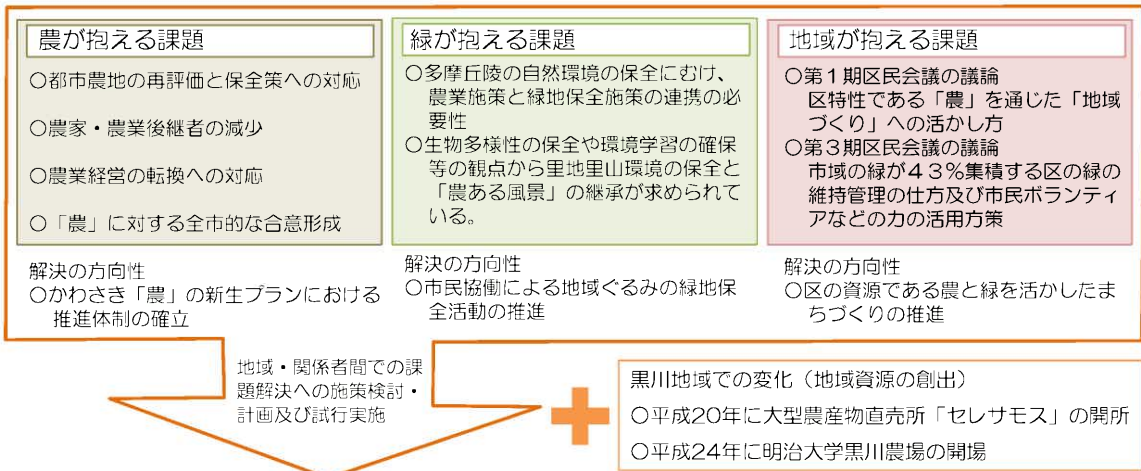 農が抱える課題
○都市農地の再評価と保全策への対応
○農家・農業後継者の減少
○農業経営の転換への対応
○「農」に対する全市的な合意形成
解決の方向性
○かわさき「農」の新生プランにおける
推進体制の確立
緑が抱える課題
○多摩丘陵の自然環境の保全にむけ、
農業施策と緑地保全施策の連携の必
要性
○生物多様性の保全や環境学習の確保
等の観点から里地里山環境の保全と
「農ある風景」の継承が求められて
いる。
解決の方向性
○市民協働による地域ぐるみの緑地保
全活動の推進
地域が抱える課題
○第１期区民会議の議論
区特性である「農」を通じた「地域
づくり」への活かし方
○第３期区民会議の議論
市域の緑が４３％集積する区の緑の
維持管理の仕方及び市民ボランティ
アなどの力の活用方策
解決の方向性
○区の資源である農と緑を活かしたま
ちづくりの推進
地域・関係者間での課
題解決への施策検討・
計画及び試行実施
黒川地域での変化（地域資源の創出）
○平成20年に大型農産物直売所「セレサモス」の開所
○平成24年に明治大学黒川農場の開場